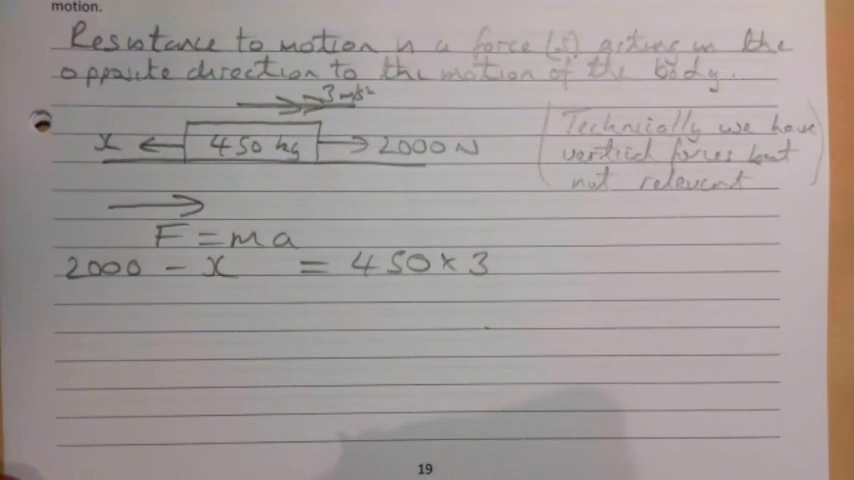 motion.
Resistance to motion is a force (s) acting in the
opposite direction to the motion of the body.
3 m/s²
x 450 kg 2000 N
(Technically we have
vertical forces but
not relevent)
F = ma
2000 - x = 450 × 3
19